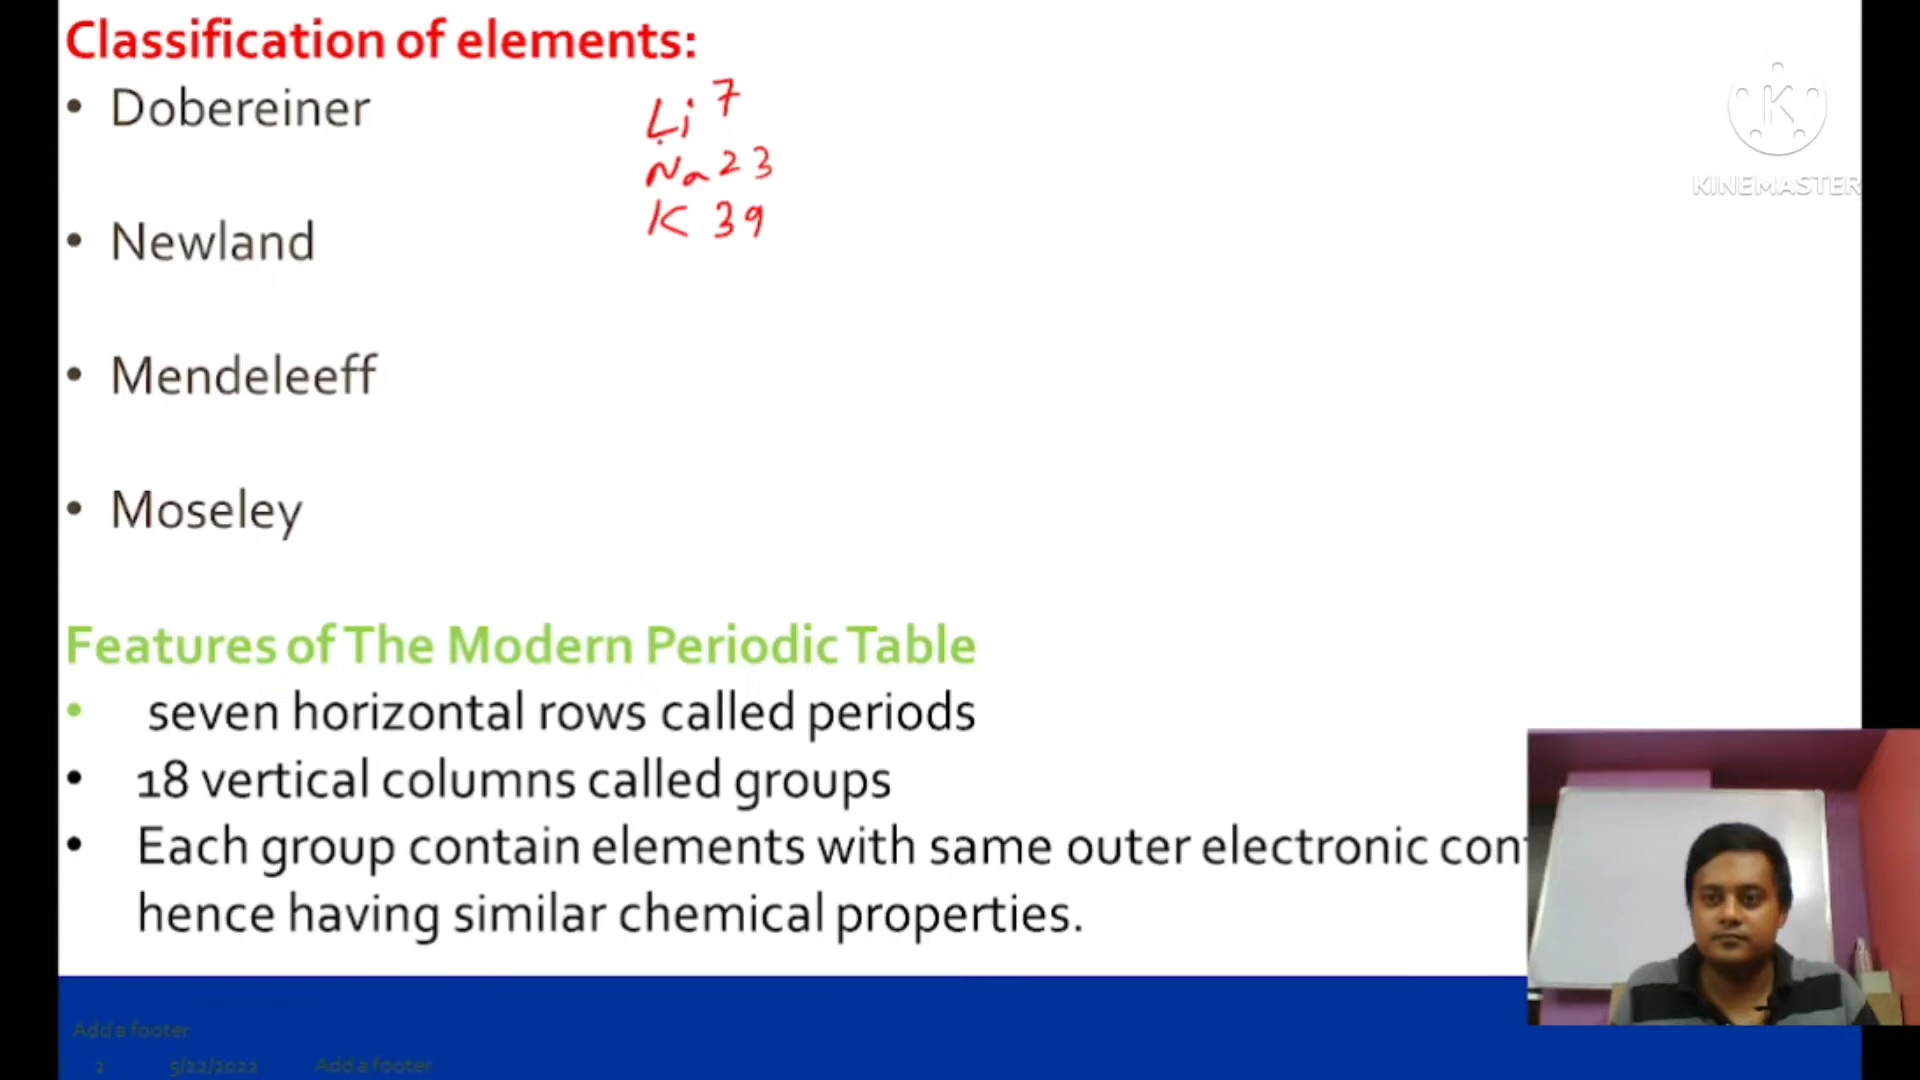 Classification of elements:
• Dobereiner
Li 7
Na 23
K 39
• Newland
• Mendeleeff
• Moseley
Features of The Modern Periodic Table
• seven horizontal rows called periods
• 18 vertical columns called groups
• Each group contain elements with same outer electronic
hence having similar chemical properties.
K
KINEMASTER
Add a footer
2 5/22/2022 Add a footer